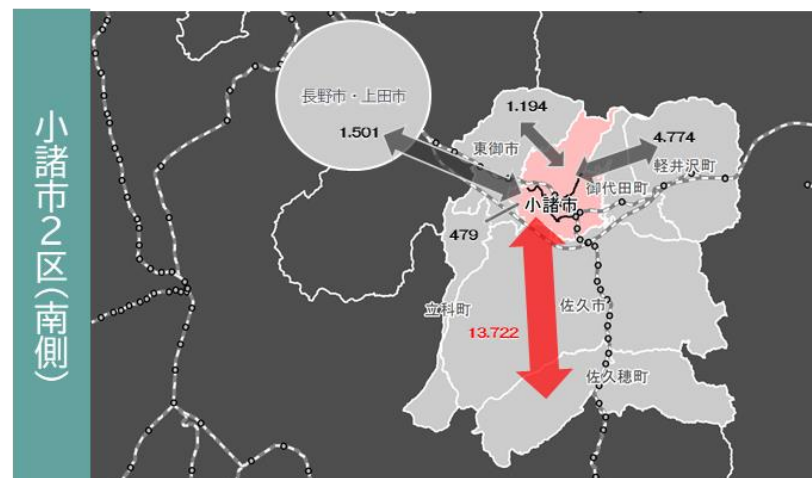 小諸市2区(南側)
長野市・上田市
1.501
1.194
東御市
4.774
軽井沢町
御代田町
小諸市
479
立科町
佐久市
13.722
佐久穂町